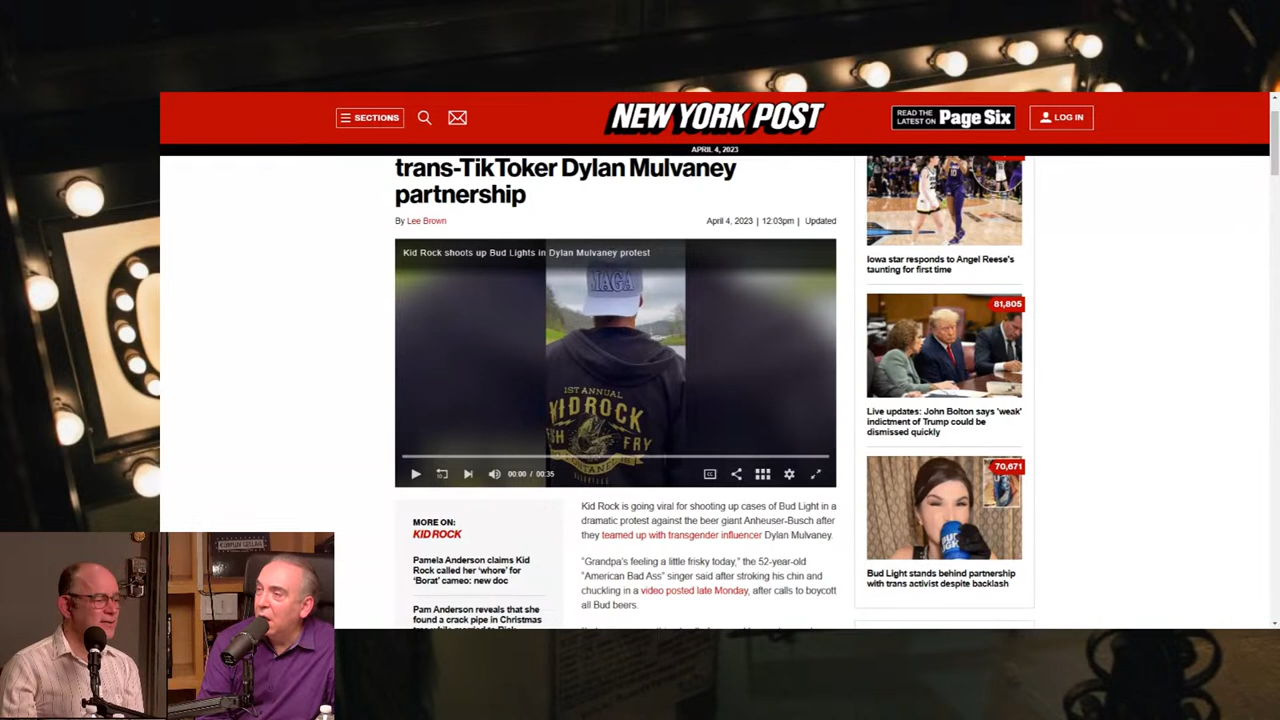 SECTIONS
NEW YORK POST
READ THE
LATEST ON
Page Six
LOG IN
APRIL 4, 2023
trans-TikToker Dylan Mulvaney
partnership
By Lee Brown
April 4, 2023 | 12:03pm | Updated
Kid Rock shoots up Bud Lights in Dylan Mulvaney protest
MAGA
1ST ANNUAL
KIDROCK
FISH FRY
00:00 / 00:35
MORE ON:
KID ROCK
Pamela Anderson claims Kid
Rock called her 'whore' for
'Borat' cameo: new doc
Pam Anderson reveals that she
found a crack pipe in Christmas
Kid Rock is going viral for shooting up cases of Bud Light in a
dramatic protest against the beer giant Anheuser-Busch after
they teamed up with transgender influencer Dylan Mulvaney.
"Grandpa's feeling a little frisky today," the 52-year-old
"American Bad Ass" singer said after stroking his chin and
chuckling in a video posted late Monday, after calls to boycott
all Bud beers.
Iowa star responds to Angel Reese's
taunting for first time
81,805
Live updates: John Bolton says 'weak'
indictment of Trump could be
dismissed quickly
70,671
Bud Light stands behind partnership
with trans activist despite backlash